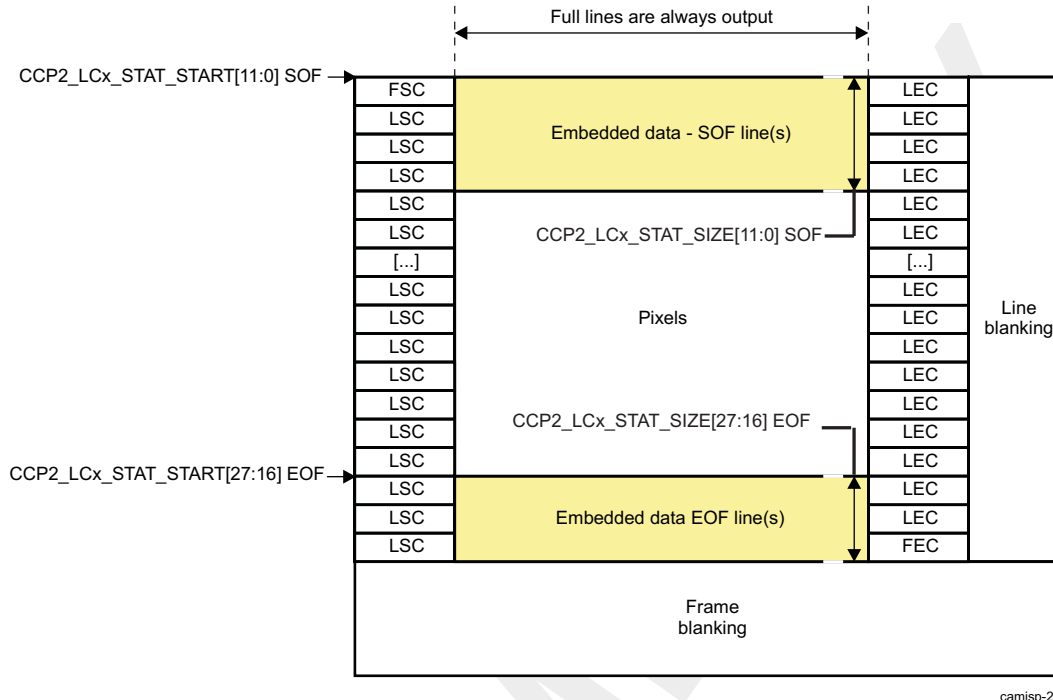 Full lines are always output
CCP2_LCx_STAT_START[11:0] SOF
FSC
LEC
LSC
Embedded data - SOF line(s)
LEC
LSC
LEC
LSC
LEC
LSC
LEC
LSC
CCP2_LCx_STAT_SIZE[11:0] SOF
LEC
[...]
[...]
LSC
LEC
LSC
Pixels
LEC
Line
blanking
LSC
LEC
LSC
LEC
LSC
LEC
LSC
CCP2_LCx_STAT_SIZE[27:16] EOF
LEC
LSC
LEC
CCP2_LCx_STAT_START[27:16] EOF
LSC
LEC
LSC
Embedded data EOF line(s)
LEC
LSC
FEC
Frame
blanking